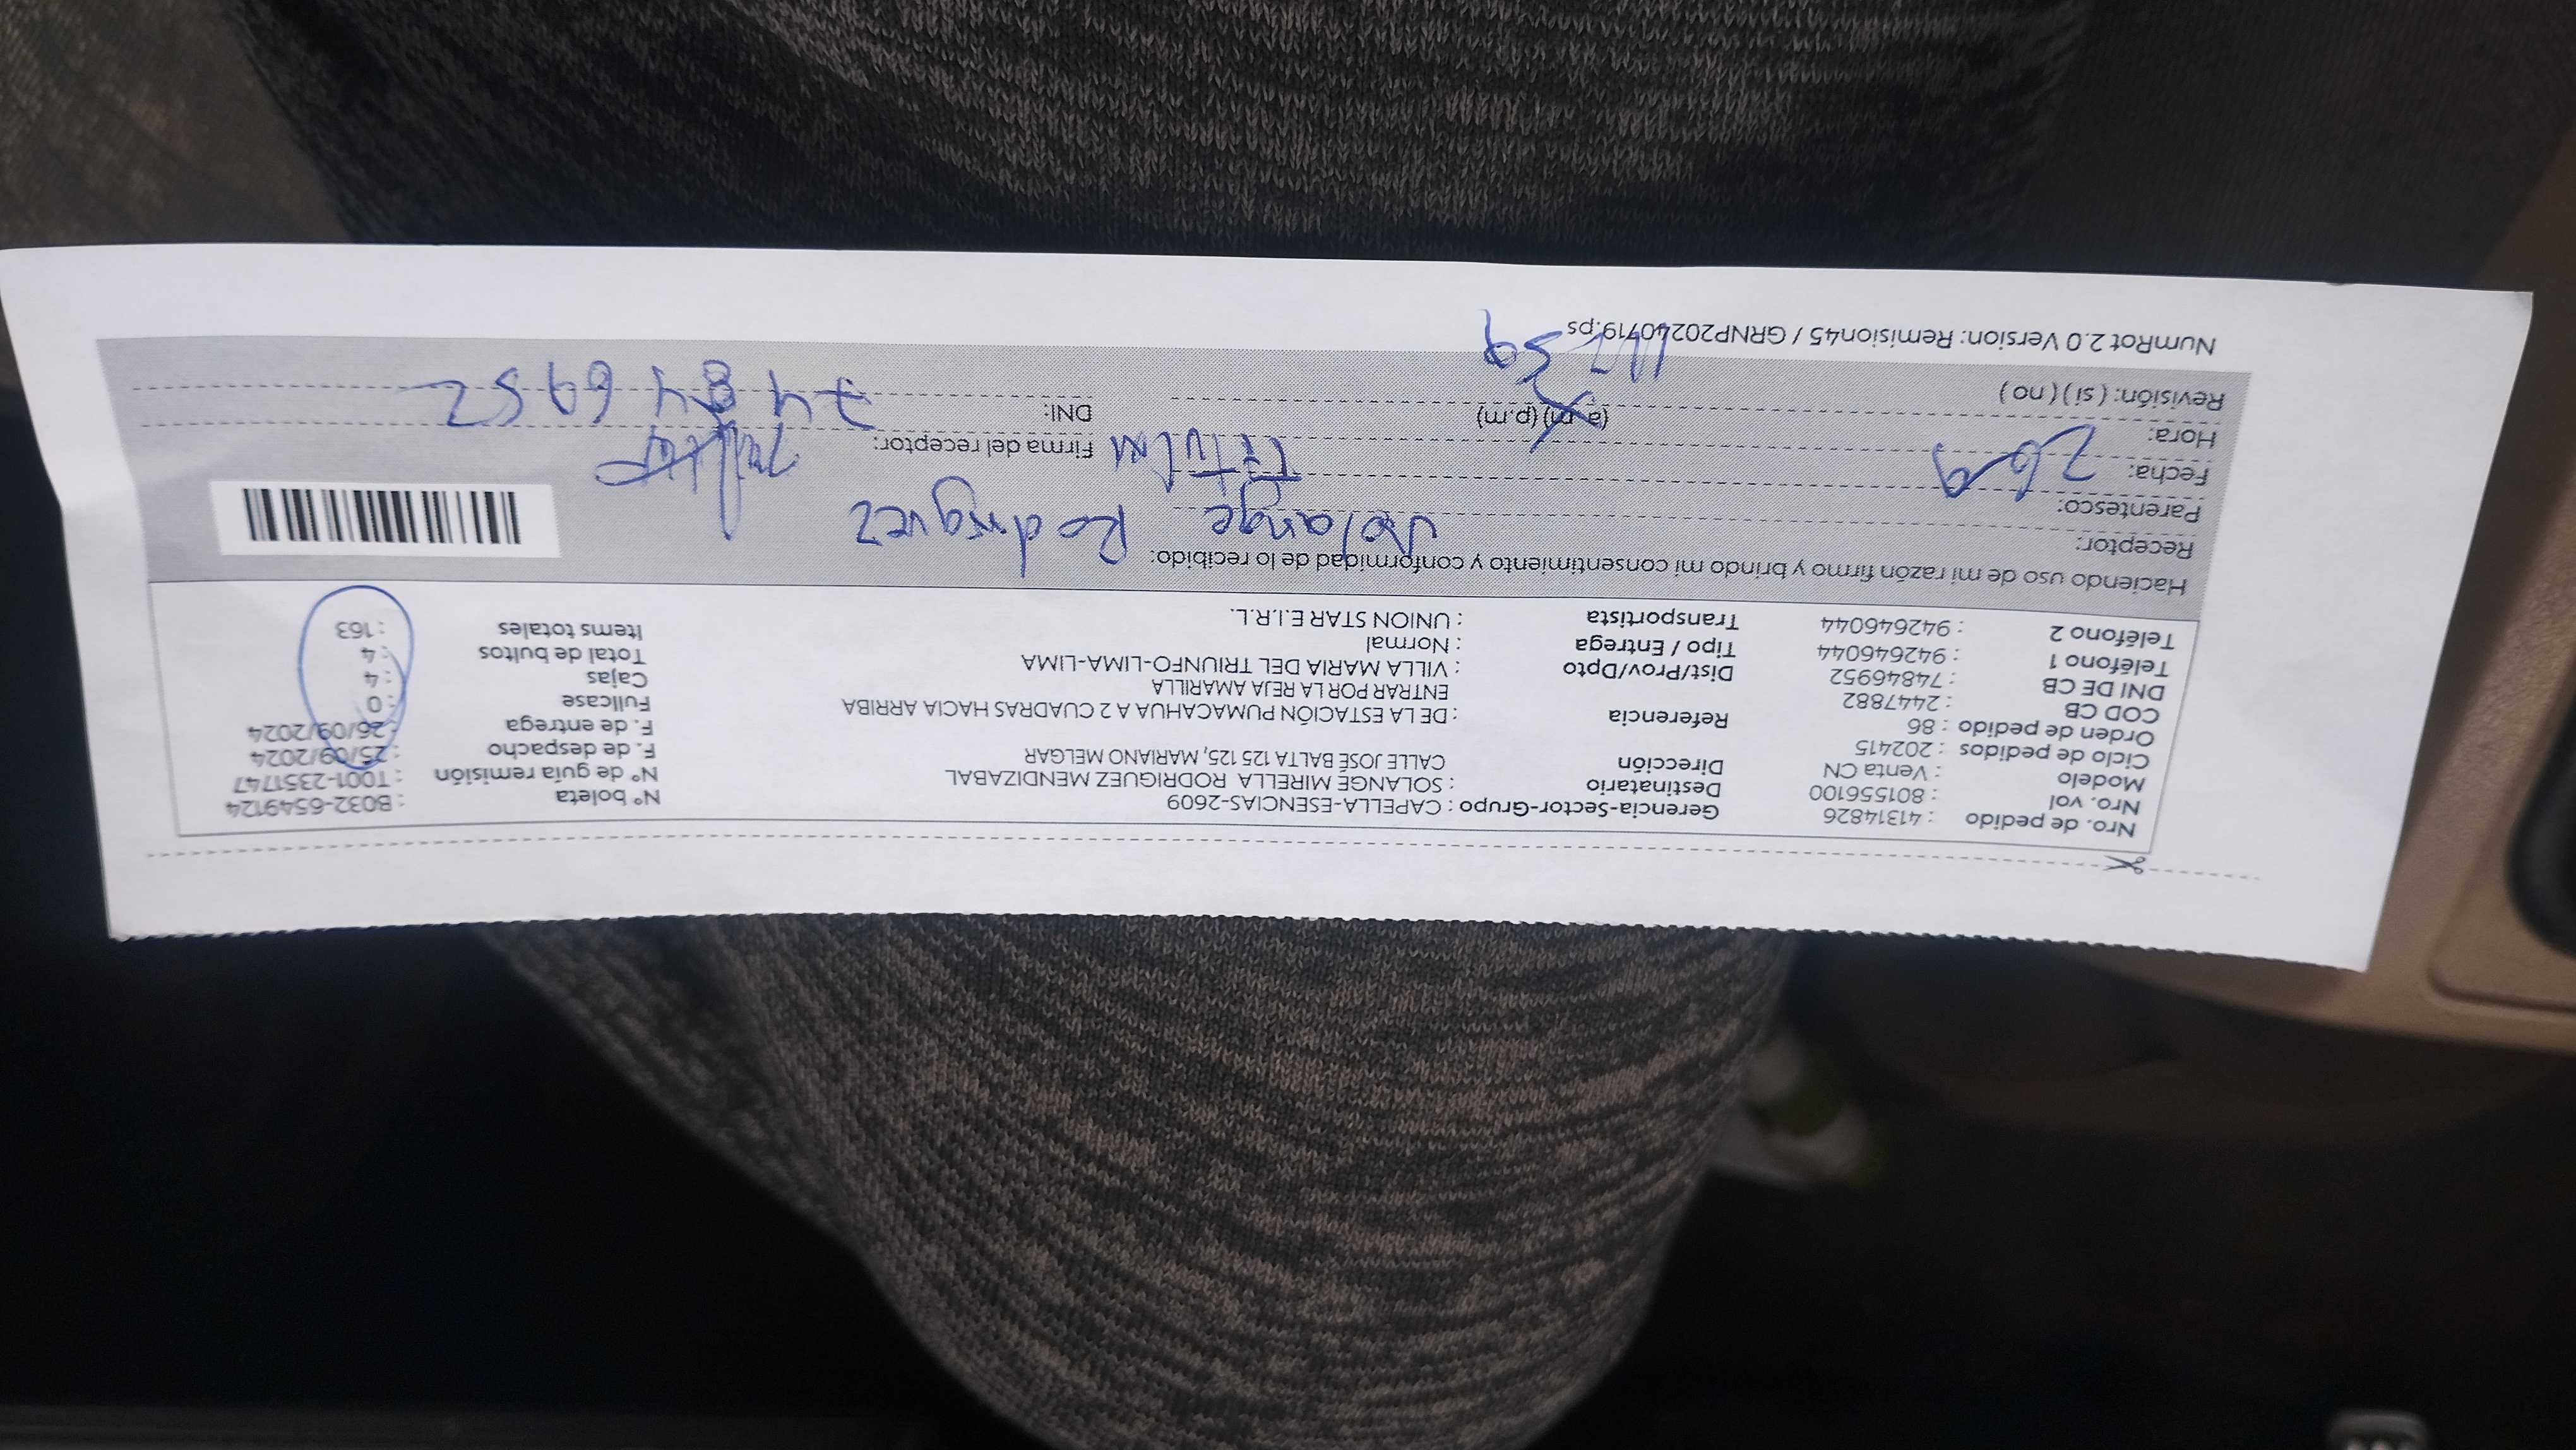 Nro. de pedido : 41314826 Gerencia-Sector-Grupo : CAPELLA-ESENCIAS-2609 N° boleta : B032-6549124
Nro. vol : 801556100 Destinatario : SOLANGE MIRELLA RODRIGUEZ MENDIZABAL N° de guía remisión : T001-2351747
Modelo : Venta CN Dirección CALLE JOSÉ BALTA 125 125, MARIANO MELGAR F. de despacho : 25/09/2024
Ciclo de pedidos : 202415 F. de entrega : 26/09/2024
Orden de pedido : 86 Referencia : DE LA ESTACIÓN PUMACAHUA 2 A CUADRAS HACIA ARRIBA Fullcase : 0
COD CB : 2447882 ENTRAR POR LA REJA AMARILLA Cajas : 4
DNI DE CB : 74846952 Dist/Prov/Dpto : VILLA MARIA DEL TRIUNFO-LIMA-LIMA Total de bultos : 4
Teléfono 1 : 942646044 Tipo / Entrega : Normal Items totales : 163
Teléfono 2 : 942646044 Transportista : UNION STAR E.I.R.L.
Haciendo uso de mi razón firmo y brindo mi consentimiento y conformidad de lo recibido:
Receptor: Solange Rodriguez
Parentesco: Titular
Fecha: 26/9 Firma del receptor:
Hora: (a.m) (p.m) DNI: 74846952
Revisión: ( si ) ( no )
NumRot 2.0 Version: Remision45 / GRNP20240719.ps